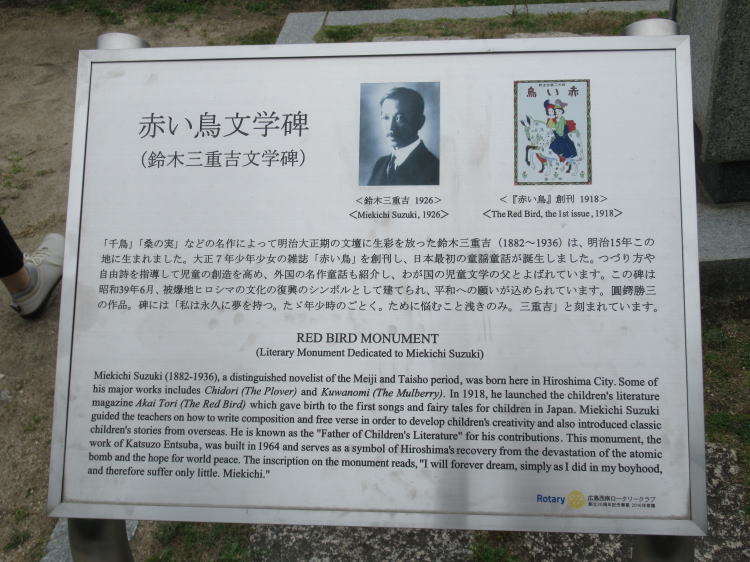 赤い鳥文学碑
(鈴木三重吉文学碑)
赤い鳥
<鈴木三重吉 1926>
<Miekichi Suzuki, 1926>
<『赤い鳥』創刊 1918>
<The Red Bird, the 1st issue, 1918>
「千鳥」「桑の実」などの名作によって明治大正期の文壇に生彩を放った鈴木三重吉(1882~1936)は、明治15年この
地に生まれました。大正7年少年少女の雑誌「赤い鳥」を創刊し、日本最初の童謡童話が誕生しました。つづり方や
自由詩を指導して児童の創造を高め、外国の名作童話も紹介し、わが国の児童文学の父とよばれています。この碑は
昭和39年6月、被爆地ヒロシマの文化の復興のシンボルとして建てられ、平和への願いが込められています。圓鍔勝三
の作品。碑には「私は永久に夢を持つ。たゞ年少時のごとく。ために悩むこと浅きのみ。三重吉」と刻まれています。
RED BIRD MONUMENT
(Literary Monument Dedicated to Miekichi Suzuki)
Miekichi Suzuki (1882-1936), a distinguished novelist of the Meiji and Taisho period, was born here in Hiroshima City. Some of
his major works includes Chidori (The Plover) and Kuwanomi (The Mulberry). In 1918, he launched the children's literature
magazine Akai Tori (The Red Bird) which gave birth to the first songs and fairy tales for children in Japan. Miekichi Suzuki
guided the teachers on how to write composition and free verse in order to develop children's creativity and also introduced classic
children's stories from overseas. He is known as the "Father of Children's Literature" for his contributions. This monument, the
work of Katsuzo Entsuba, was built in 1964 and serves as a symbol of Hiroshima's recovery from the devastation of the atomic
bomb and the hope for world peace. The inscription on the monument reads, "I will forever dream, simply as I did in my boyhood,
and therefore suffer only little. Miekichi."
Rotary
広島西南ロータリークラブ